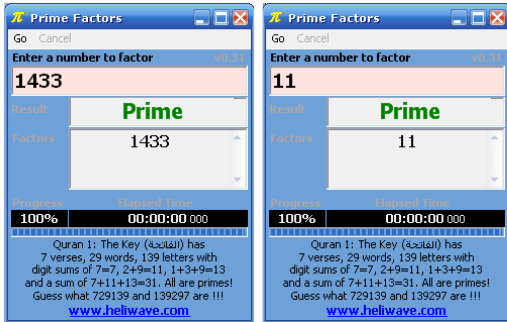 π Prime Factors
Go Cancel
Enter a number to factor v0.31
1433
Result Prime
Factors 1433
Progress Elapsed Time
100% 00:00:00 000
Quran 1: The Key (الفاتحة) has
7 verses, 29 words, 139 letters with
digit sums of 7=7, 2+9=11, 1+3+9=13
and a sum of 7+11+13=31. All are primes!
Guess what 729139 and 139297 are !!!
www.heliwave.com
π Prime Factors
Go Cancel
Enter a number to factor v0.31
11
Result Prime
Factors 11
Progress Elapsed Time
100% 00:00:00 000
Quran 1: The Key (الفاتحة) has
7 verses, 29 words, 139 letters with
digit sums of 7=7, 2+9=11, 1+3+9=13
and a sum of 7+11+13=31. All are primes!
Guess what 729139 and 139297 are !!!
www.heliwave.com